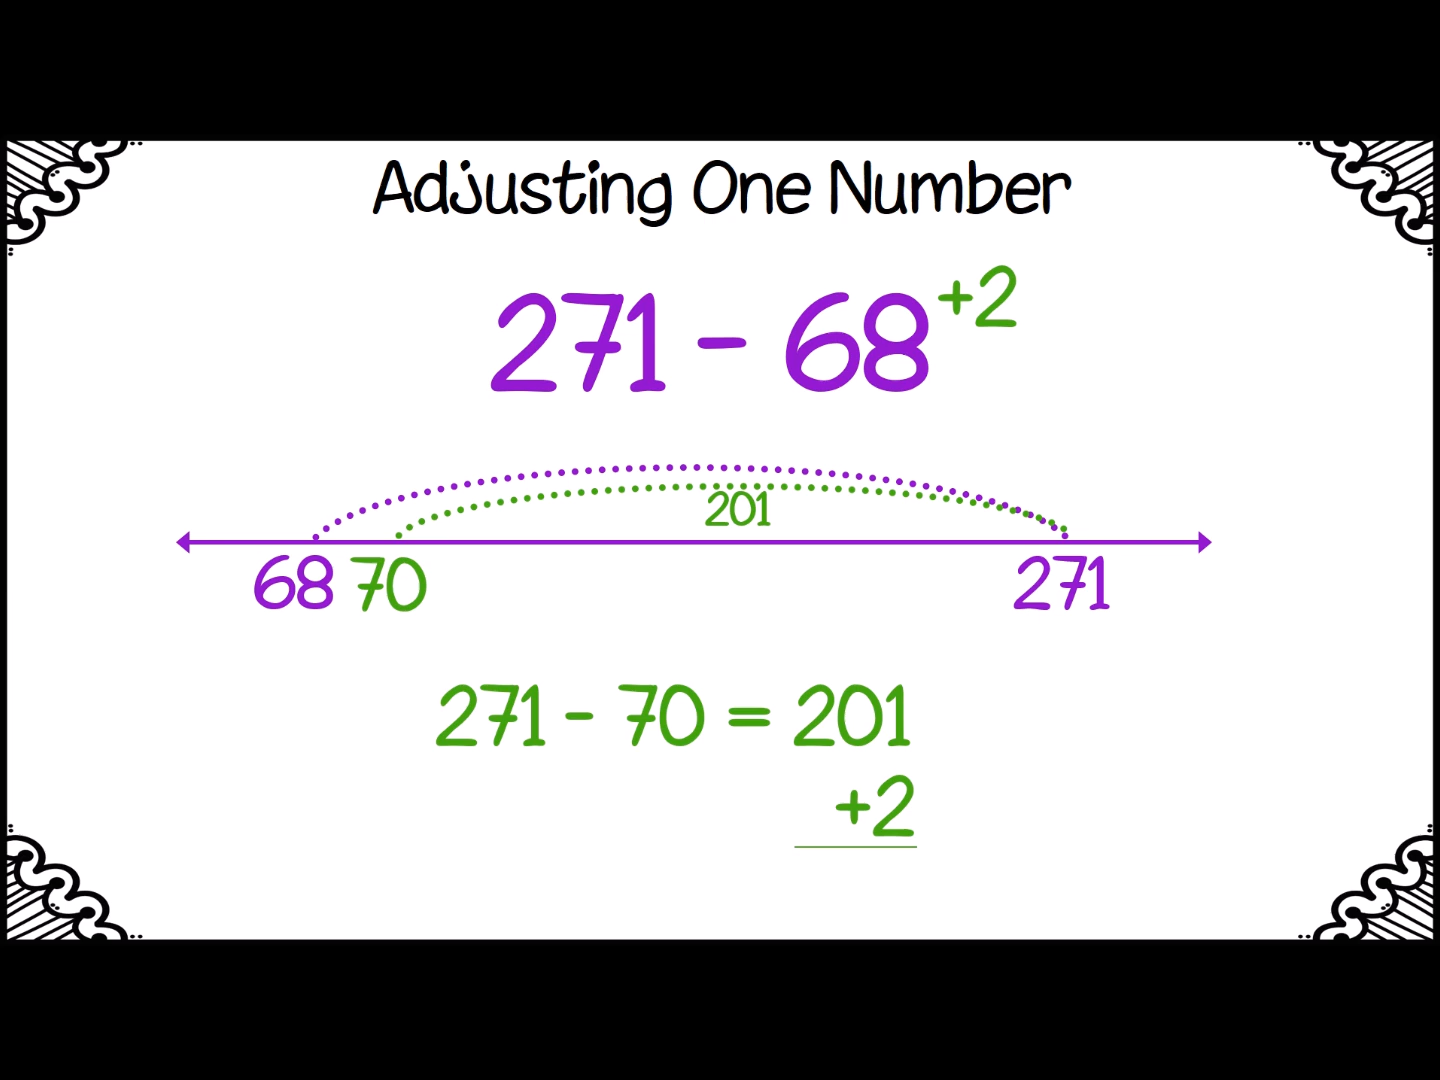 Adjusting One Number
271 - 68 +2
201
68 70 271
271 - 70 = 201
+2